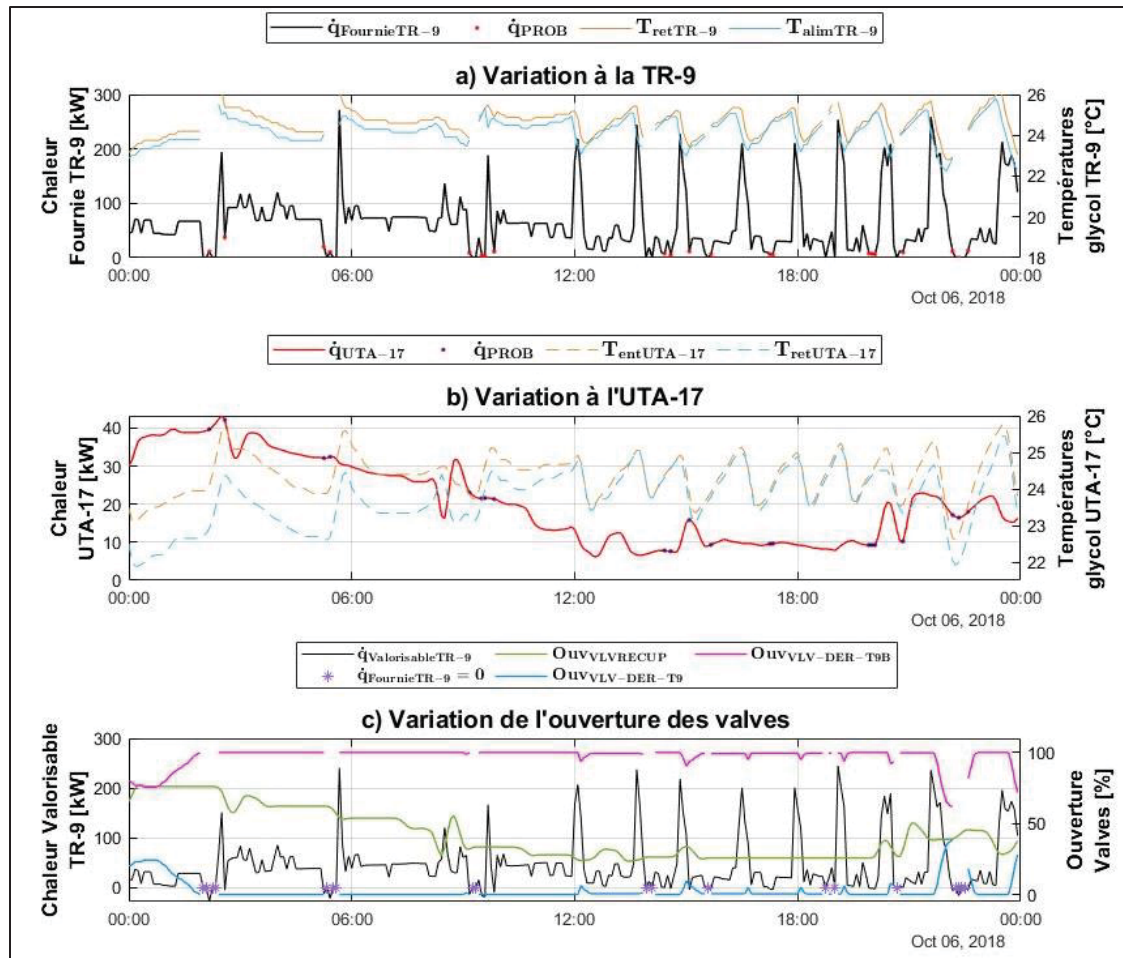 q̇FournieTR−9 q̇PROB TretTR−9 TalimTR−9
a) Variation à la TR-9
Chaleur
Fournie TR-9 [kW]
300
200
100
0
26
24
22
20
18
Températures
glycol TR-9 [°C]
00:00 06:00 12:00 18:00 00:00
Oct 06, 2018
q̇UTA−17 q̇PROB TentUTA−17 TretUTA−17
b) Variation à l'UTA-17
Chaleur
UTA-17 [kW]
40
30
20
10
0
26
25
24
23
22
Températures
glycol UTA-17 [°C]
00:00 06:00 12:00 18:00 00:00
Oct 06, 2018
q̇ValorisableTR−9 OuvVLVRECUP OuvVLV−DER−T9B
q̇FournieTR−9 = 0 OuvVLV−DER−T9
c) Variation de l'ouverture des valves
Chaleur Valorisable
TR-9 [kW]
300
200
100
0
100
50
0
Ouverture
Valves [%]
00:00 06:00 12:00 18:00 00:00
Oct 06, 2018